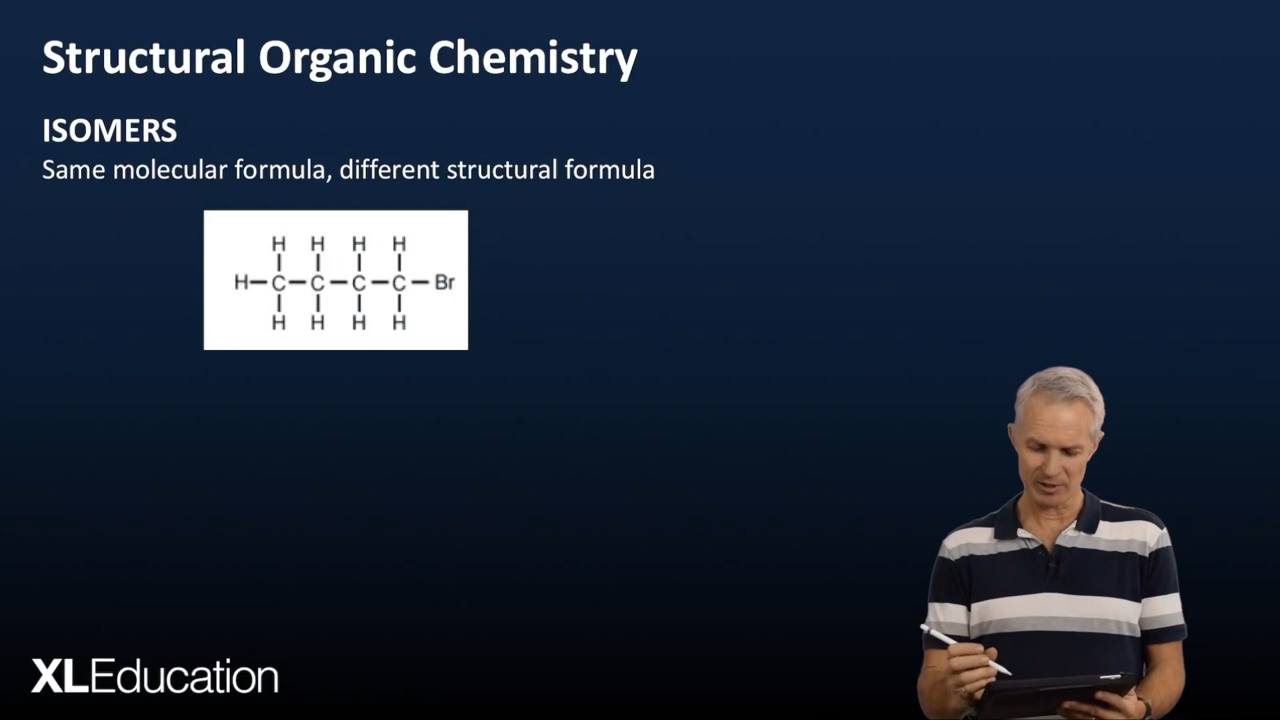 Structural Organic Chemistry
ISOMERS
Same molecular formula, different structural formula
H H H H
H C C C C Br
H H H H
XLEducation